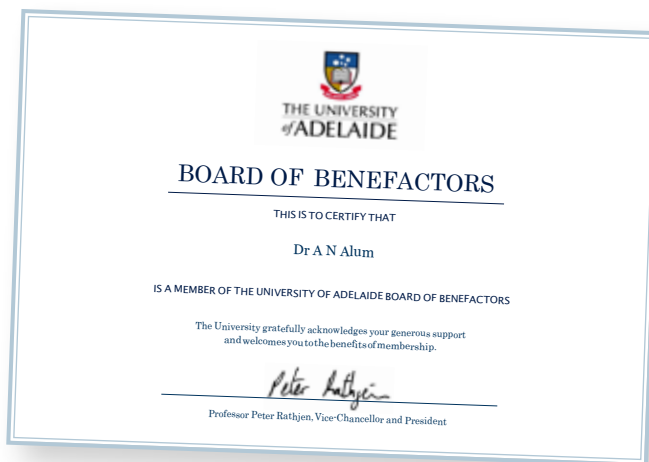 THE UNIVERSITY
of ADELAIDE
BOARD OF BENEFACTORS
THIS IS TO CERTIFY THAT
Dr A N Alum
IS A MEMBER OF THE UNIVERSITY OF ADELAIDE BOARD OF BENEFACTORS
The University gratefully acknowledges your generous support
and welcomes you to the benefits of membership.
Peter Rathjen
Professor Peter Rathjen, Vice-Chancellor and President